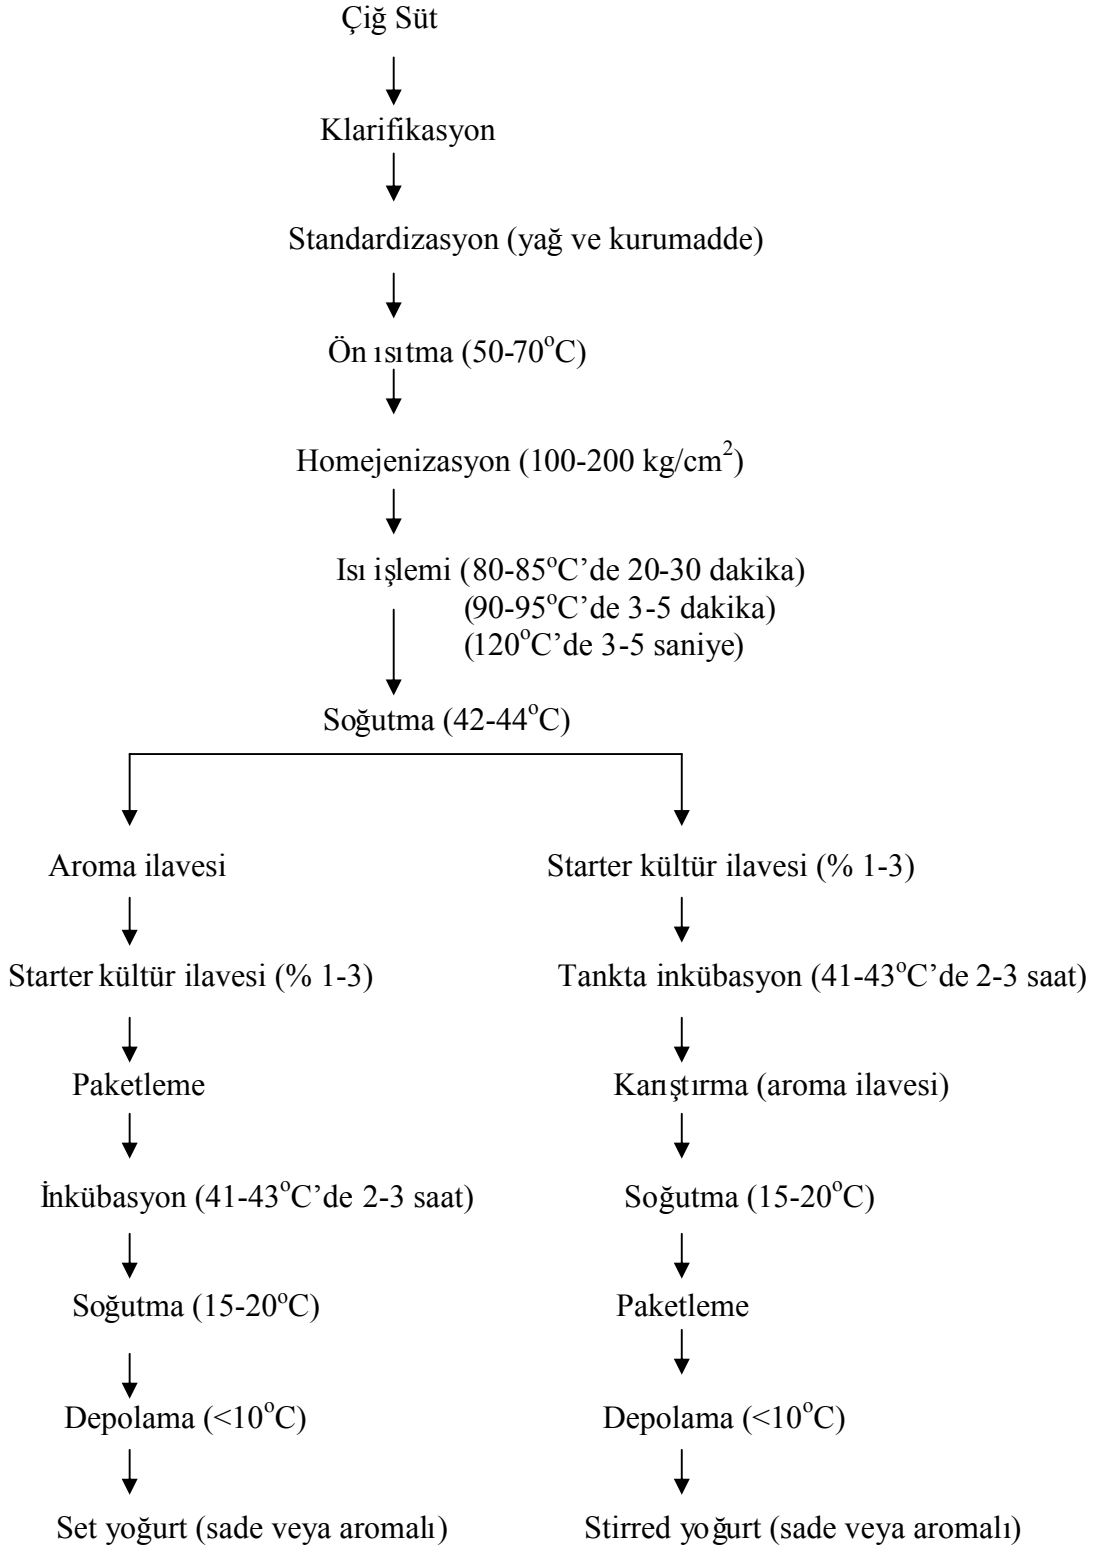 Çiğ Süt
Klarifikasyon
Standardizasyon (yağ ve kurumadde)
Ön ısıtma (50-70°C)
Homejenizasyon (100-200 kg/cm²)
Isı işlemi (80-85°C’de 20-30 dakika)
(90-95°C’de 3-5 dakika)
(120°C’de 3-5 saniye)
Soğutma (42-44°C)
Aroma ilavesi
Starter kültür ilavesi (% 1-3)
Paketleme
İnkübasyon (41-43°C’de 2-3 saat)
Soğutma (15-20°C)
Depolama (<10°C)
Set yoğurt (sade veya aromalı)
Starter kültür ilavesi (% 1-3)
Tankta inkübasyon (41-43°C’de 2-3 saat)
Karıştırma (aroma ilavesi)
Soğutma (15-20°C)
Paketleme
Depolama (<10°C)
Stirred yoğurt (sade veya aromalı)